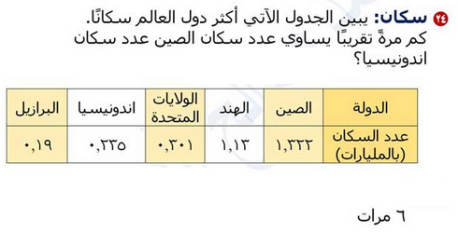 ٢٤ سكان: يبين الجدول الآتي أكثر دول العالم سكانًا.
كم مرةً تقريبًا يساوي عدد سكان الصين عدد سكان
اندونيسيا؟
الدولة الصين الهند الولايات المتحدة اندونيسيا البرازيل
عدد السكان (بالمليارات) ١,٣٢٢ ١,١٣ ٠,٣٠١ ٠,٢٣٥ ٠,١٩
٦ مرات